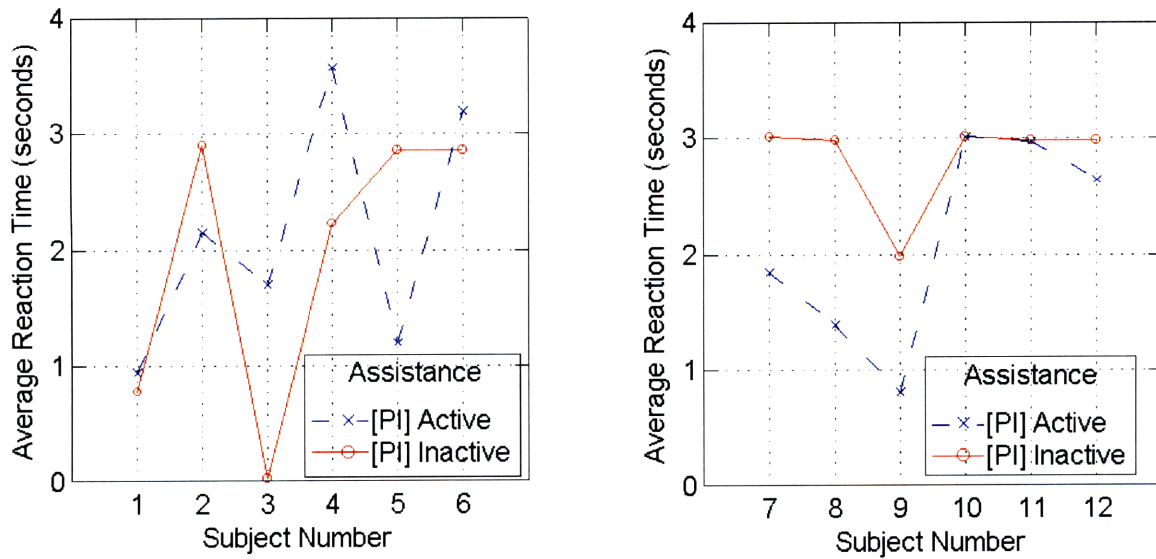 4
3
2
1
0
Average Reaction Time (seconds)
Assistance
[PI] Active
[PI] Inactive
1 2 3 4 5 6
Subject Number
4
3
2
1
0
Average Reaction Time (seconds)
Assistance
[PI] Active
[PI] Inactive
7 8 9 10 11 12
Subject Number